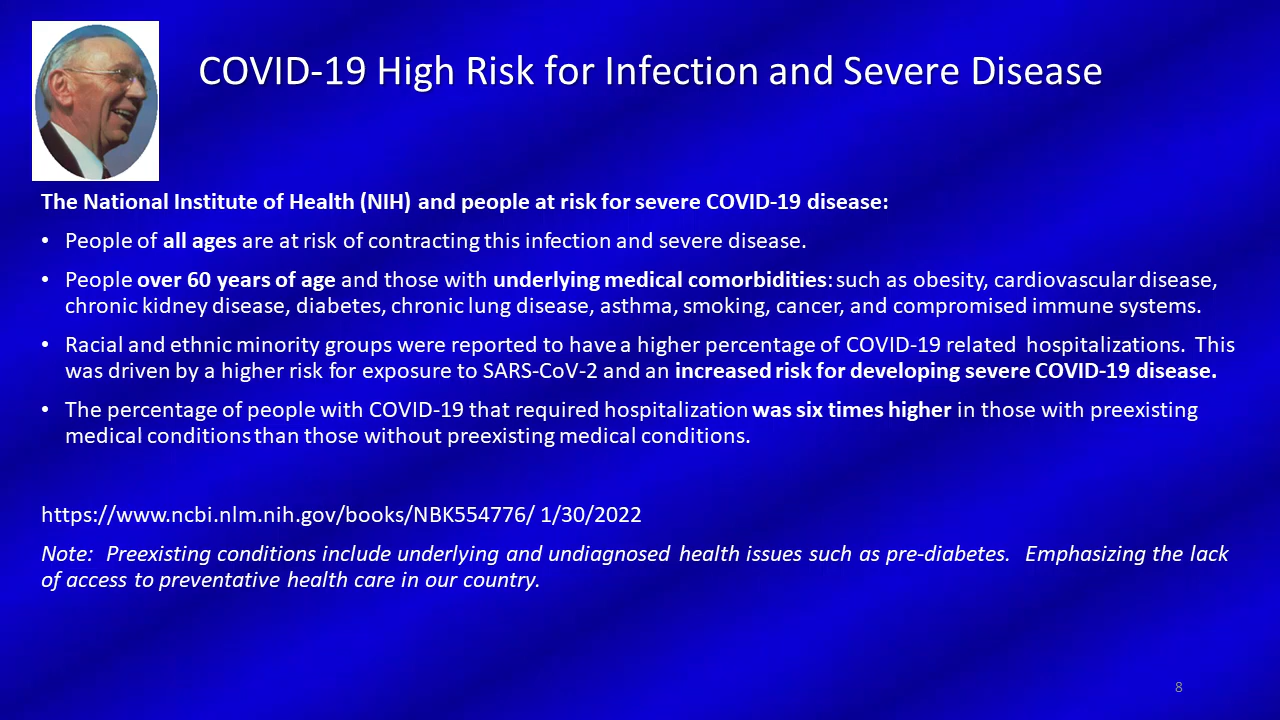 COVID-19 High Risk for Infection and Severe Disease
The National Institute of Health (NIH) and people at risk for severe COVID-19 disease:
• People of all ages are at risk of contracting this infection and severe disease.
• People over 60 years of age and those with underlying medical comorbidities: such as obesity, cardiovascular disease,
chronic kidney disease, diabetes, chronic lung disease, asthma, smoking, cancer, and compromised immune systems.
• Racial and ethnic minority groups were reported to have a higher percentage of COVID-19 related hospitalizations. This
was driven by a higher risk for exposure to SARS-CoV-2 and an increased risk for developing severe COVID-19 disease.
• The percentage of people with COVID-19 that required hospitalization was six times higher in those with preexisting
medical conditions than those without preexisting medical conditions.
https://www.ncbi.nlm.nih.gov/books/NBK554776/ 1/30/2022
Note: Preexisting conditions include underlying and undiagnosed health issues such as pre-diabetes. Emphasizing the lack
of access to preventative health care in our country.
8